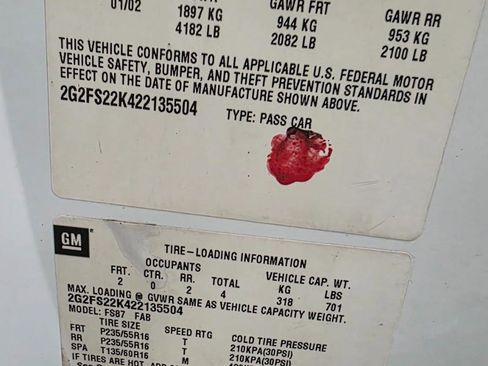 GAWR FRT GAWR RR
01/02 1897 KG 944 KG 953 KG
4182 LB 2082 LB 2100 LB
THIS VEHICLE CONFORMS TO ALL APPLICABLE U.S. FEDERAL MOTOR
VEHICLE SAFETY, BUMPER, AND THEFT PREVENTION STANDARDS IN
EFFECT ON THE DATE OF MANUFACTURE SHOWN ABOVE.
2G2FS22K422135504 TYPE: PASS CAR
GM
TIRE-LOADING INFORMATION
OCCUPANTS VEHICLE CAP. WT.
FRT. CTR. RR. TOTAL KG LBS
2 0 2 4 318 701
MAX. LOADING @ GVWR SAME AS VEHICLE CAPACITY WEIGHT.
2G2FS22K422135504
MODEL: FS87 FAB
TIRE SIZE SPEED RTG COLD TIRE PRESSURE
FRT P235/55R16 T 210KPA(30PSI)
RR P235/55R16 T 210KPA(30PSI)
SPA T135/60R16 M
IF TIRES ARE HOT, ADD